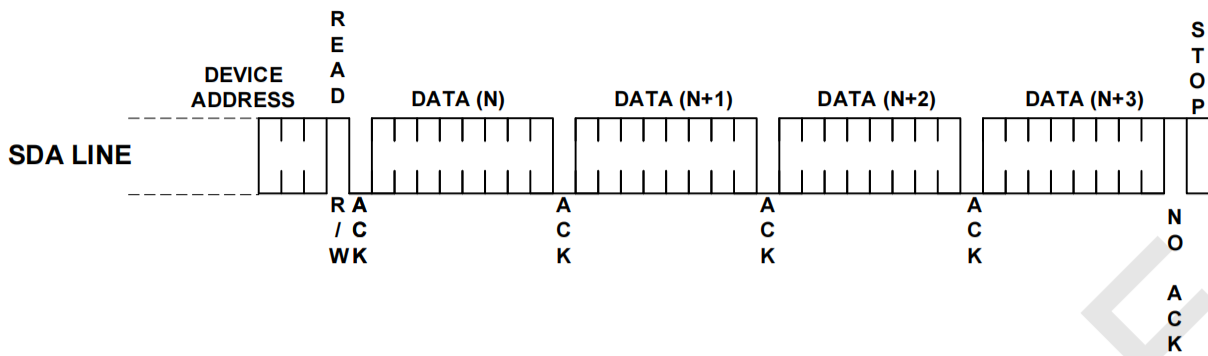 READ
STOP
DEVICE
ADDRESS
DATA (N)
DATA (N+1)
DATA (N+2)
DATA (N+3)
SDA LINE
R/W
ACK
ACK
ACK
ACK
NO ACK